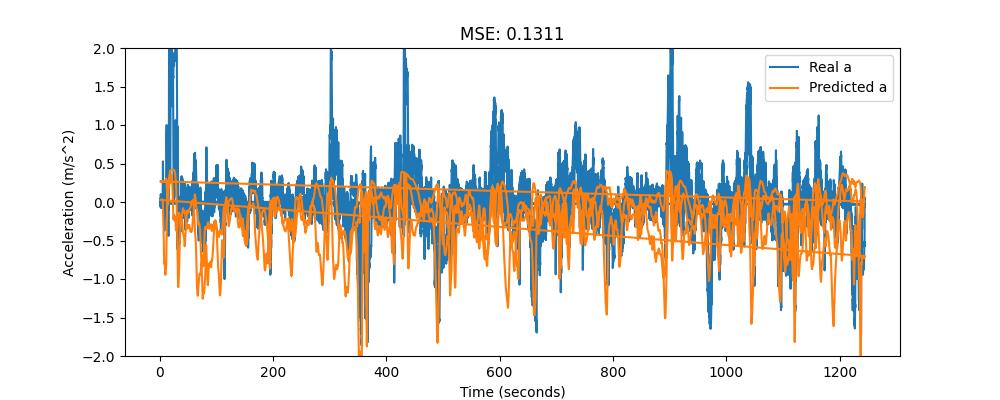 MSE: 0.1311
2.0
1.5
1.0
0.5
0.0
−0.5
−1.0
−1.5
−2.0
Acceleration (m/s^2)
Real a
Predicted a
0 200 400 600 800 1000 1200
Time (seconds)